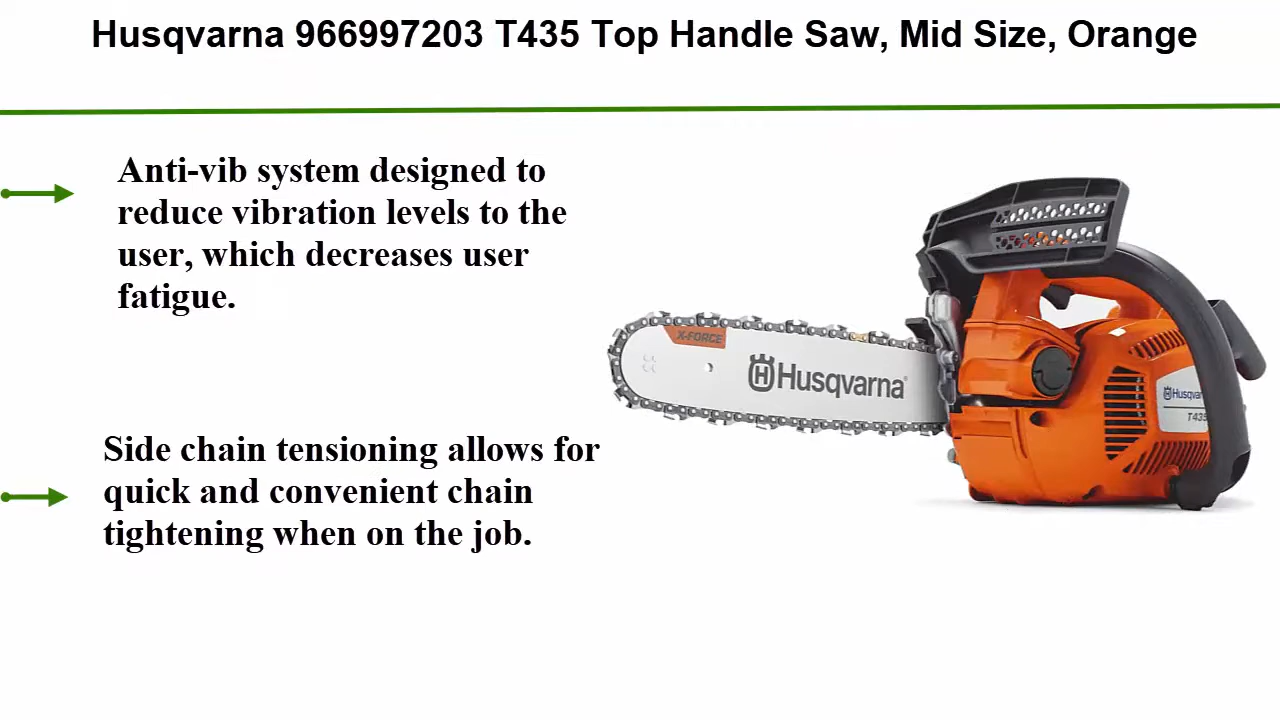 Husqvarna 966997203 T435 Top Handle Saw, Mid Size, Orange
Anti-vib system designed to
reduce vibration levels to the
user, which decreases user
fatigue.
Side chain tensioning allows for
quick and convenient chain
tightening when on the job.
X-FORCE
Husqvarna®
Husqvarna
T435